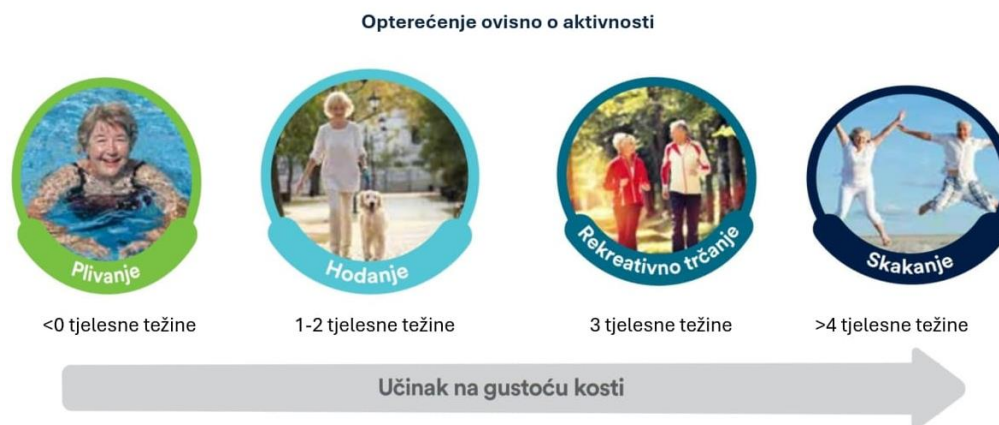 Opterećenje ovisno o aktivnosti
Plivanje
Hodanje
Rekreativno trčanje
Skakanje
<0 tjelesne težine
1-2 tjelesne težine
3 tjelesne težine
>4 tjelesne težine
Učinak na gustoću kosti